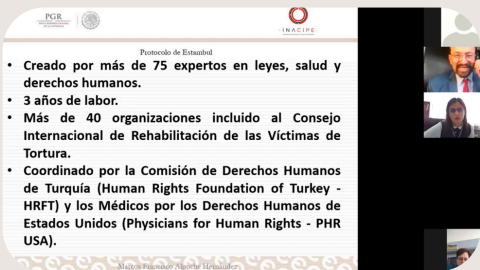 PGR
INACIPE
Protocolo de Estambul
• Creado por más de 75 expertos en leyes, salud y
derechos humanos.
• 3 años de labor.
• Más de 40 organizaciones incluido al Consejo
Internacional de Rehabilitación de las Víctimas de
Tortura.
• Coordinado por la Comisión de Derechos Humanos
de Turquía (Human Rights Foundation of Turkey -
HRFT) y los Médicos por los Derechos Humanos de
Estados Unidos (Physicians for Human Rights - PHR
USA).
Marcos Francisco Hernández